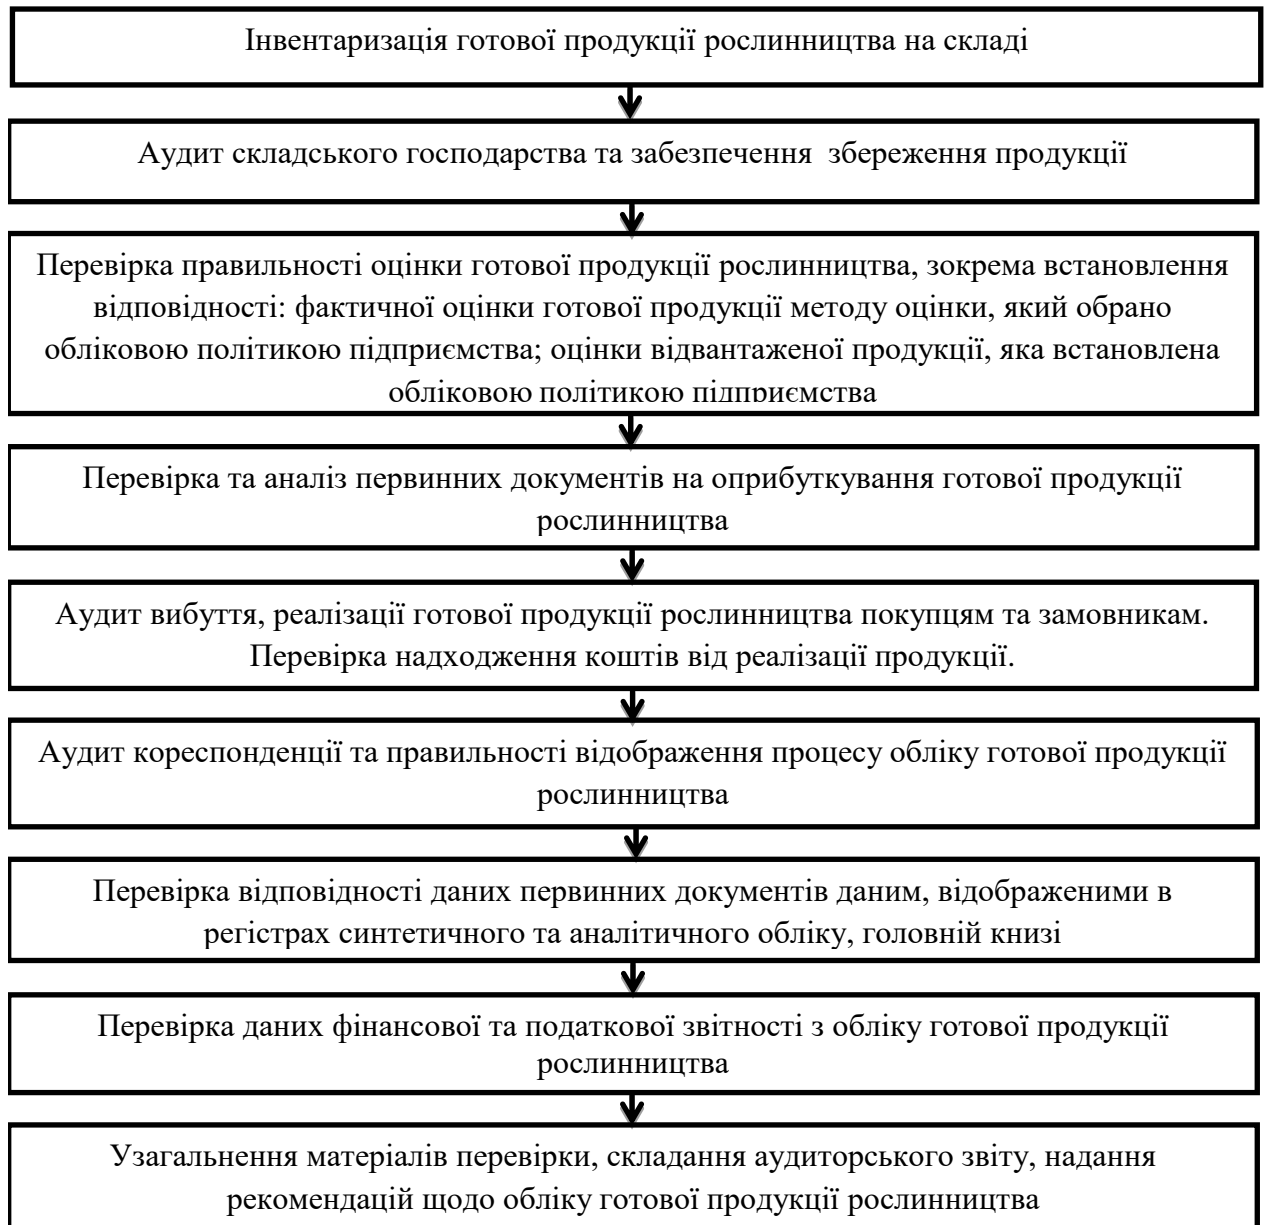 Інвентаризація готової продукції рослинництва на складі
Аудит складського господарства та забезпечення збереження продукції
Перевірка правильності оцінки готової продукції рослинництва, зокрема встановлення
відповідності: фактичної оцінки готової продукції методу оцінки, який обрано
обліковою політикою підприємства; оцінки відвантаженої продукції, яка встановлена
обліковою політикою підприємства
Перевірка та аналіз первинних документів на оприбуткування готової продукції
рослинництва
Аудит вибуття, реалізації готової продукції рослинництва покупцям та замовникам.
Перевірка надходження коштів від реалізації продукції.
Аудит кореспонденції та правильності відображення процесу обліку готової продукції
рослинництва
Перевірка відповідності даних первинних документів даним, відображеними в
регістрах синтетичного та аналітичного обліку, головній книзі
Перевірка даних фінансової та податкової звітності з обліку готової продукції
рослинництва
Узагальнення матеріалів перевірки, складання аудиторського звіту, надання
рекомендацій щодо обліку готової продукції рослинництва